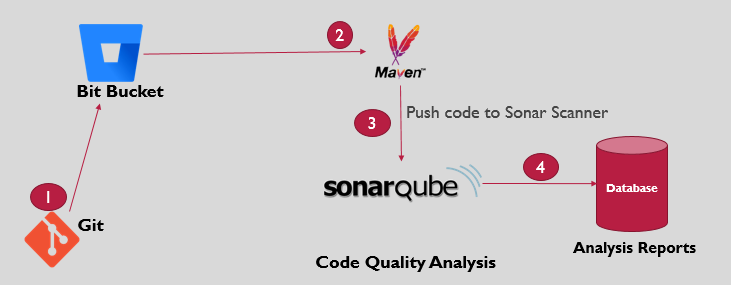 2
Maven™
Bit Bucket
3
Push code to Sonar Scanner
1
Git
sonarqube
4
Database
Analysis Reports
Code Quality Analysis